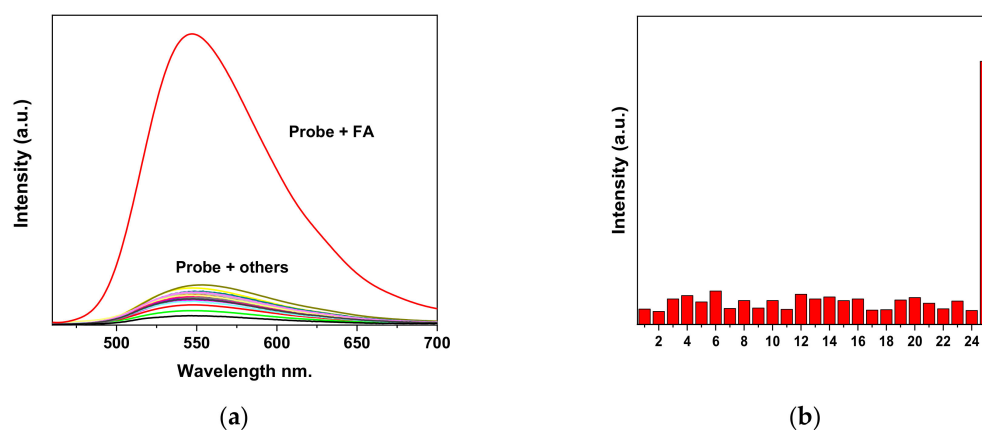 Intensity (a.u.)
Probe + FA
Probe + others
500 550 600 650 700
Wavelength nm.
(a)
Intensity (a.u.)
2 4 6 8 10 12 14 16 18 20 22 24
(b)